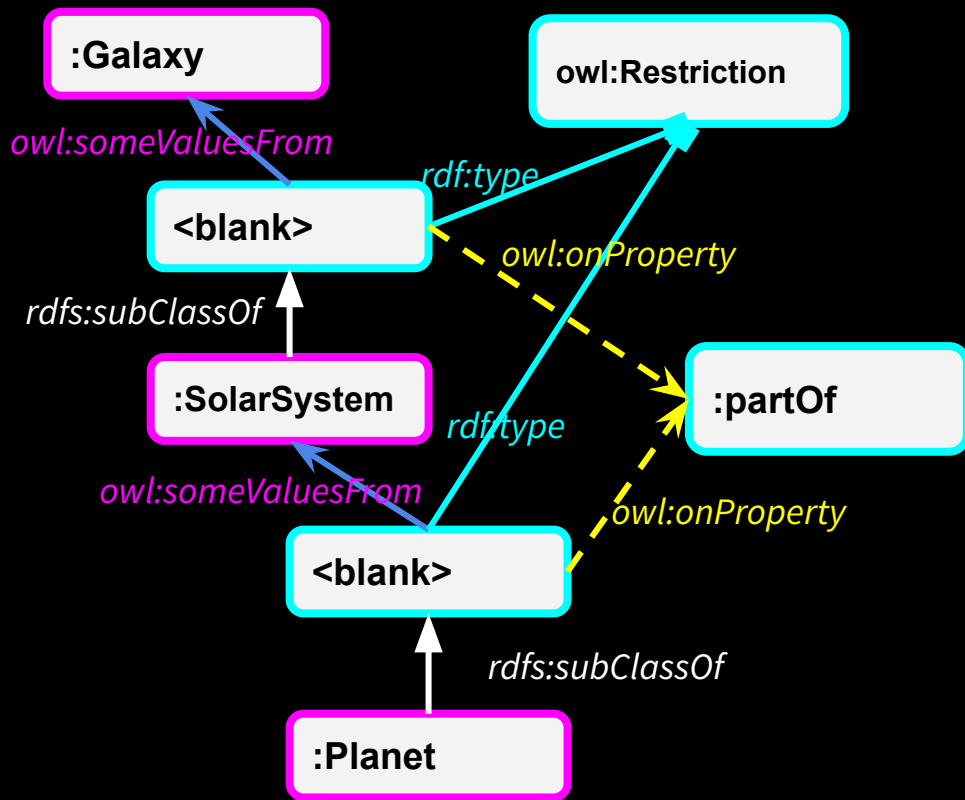 :Galaxy
owl:Restriction
owl:someValuesFrom
rdf:type
<blank>
owl:onProperty
rdfs:subClassOf
:SolarSystem
:partOf
rdf:type
owl:someValuesFrom
owl:onProperty
<blank>
rdfs:subClassOf
:Planet